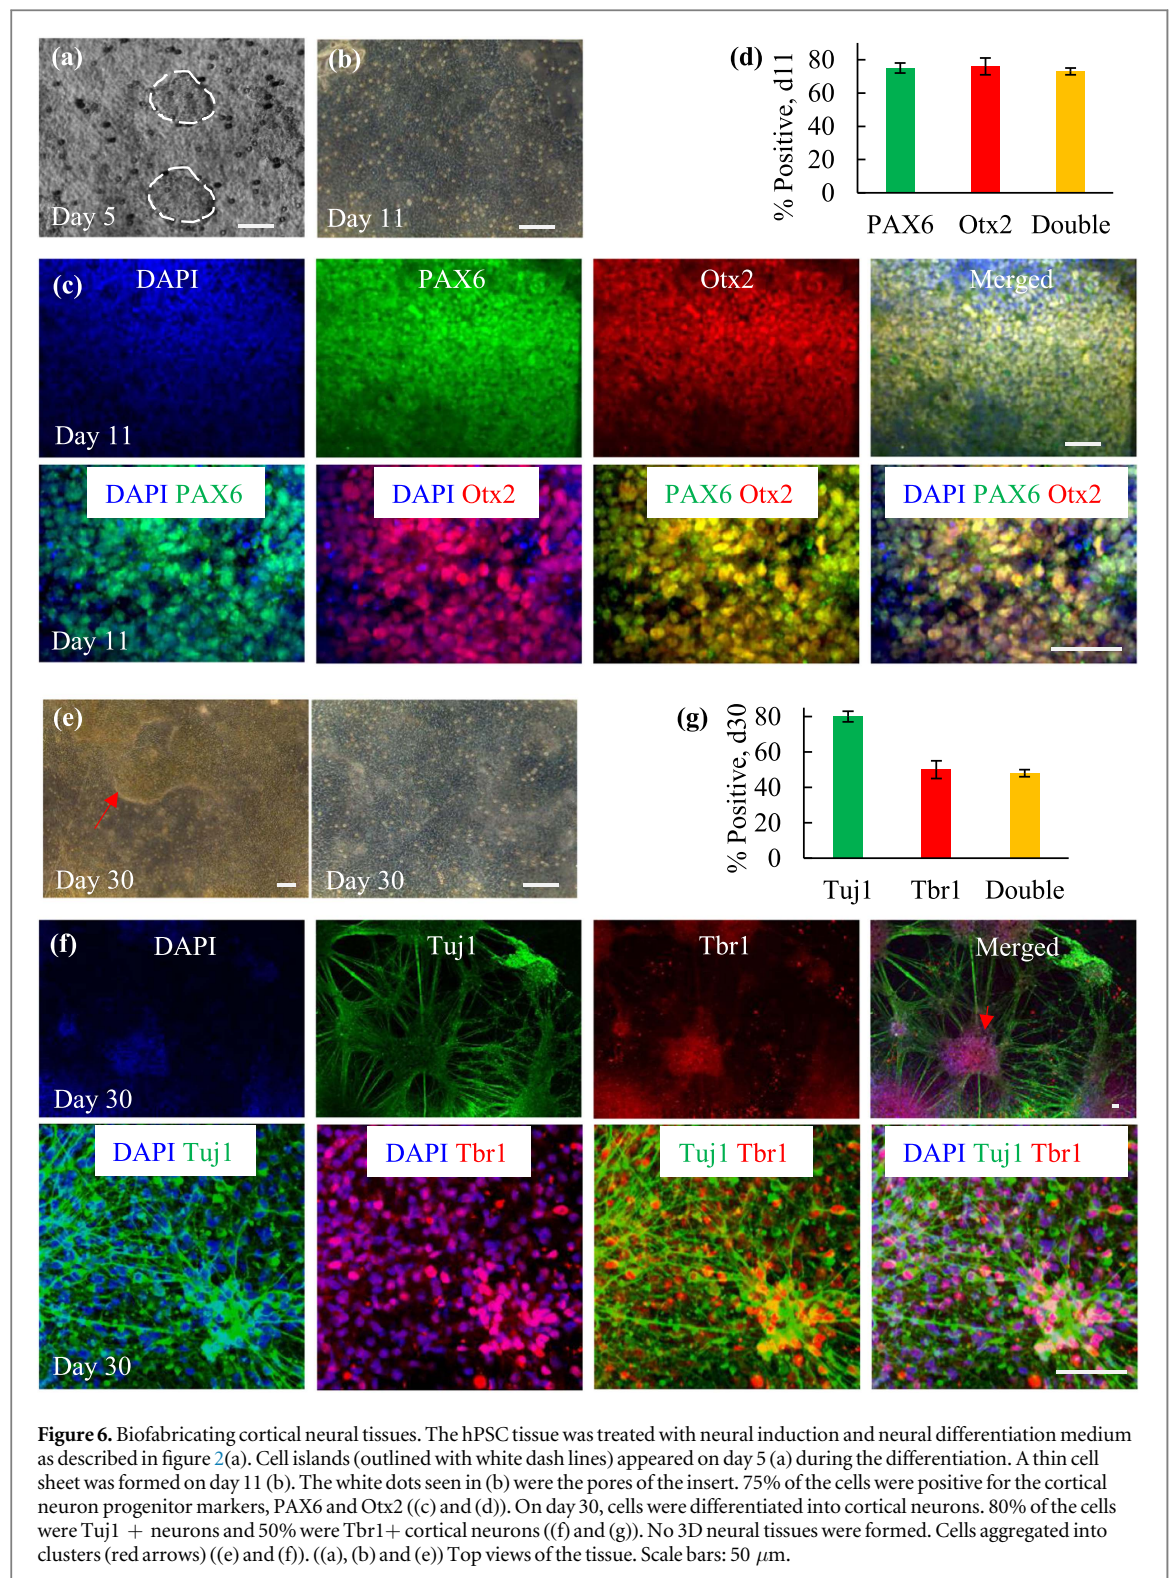 (a)
Day 5
(b)
Day 11
(d)
% Positive, d11
80
60
40
20
0
PAX6 Otx2 Double
(c)
DAPI
PAX6
Otx2
Merged
Day 11
DAPI PAX6
DAPI Otx2
PAX6 Otx2
DAPI PAX6 Otx2
Day 11
(e)
Day 30
Day 30
(g)
% Positive, d30
80
60
40
20
0
Tuj1 Tbr1 Double
(f)
DAPI
Tuj1
Tbr1
Merged
Day 30
DAPI Tuj1
DAPI Tbr1
Tuj1 Tbr1
DAPI Tuj1 Tbr1
Day 30
Figure 6. Biofabricating cortical neural tissues. The hPSC tissue was treated with neural induction and neural differentiation medium
as described in figure 2(a). Cell islands (outlined with white dash lines) appeared on day 5 (a) during the differentiation. A thin cell
sheet was formed on day 11 (b). The white dots seen in (b) were the pores of the insert. 75% of the cells were positive for the cortical
neuron progenitor markers, PAX6 and Otx2 ((c) and (d)). On day 30, cells were differentiated into cortical neurons. 80% of the cells
were Tuj1 + neurons and 50% were Tbr1+ cortical neurons ((f) and (g)). No 3D neural tissues were formed. Cells aggregated into
clusters (red arrows) ((e) and (f)). ((a), (b) and (e)) Top views of the tissue. Scale bars: 50 μm.